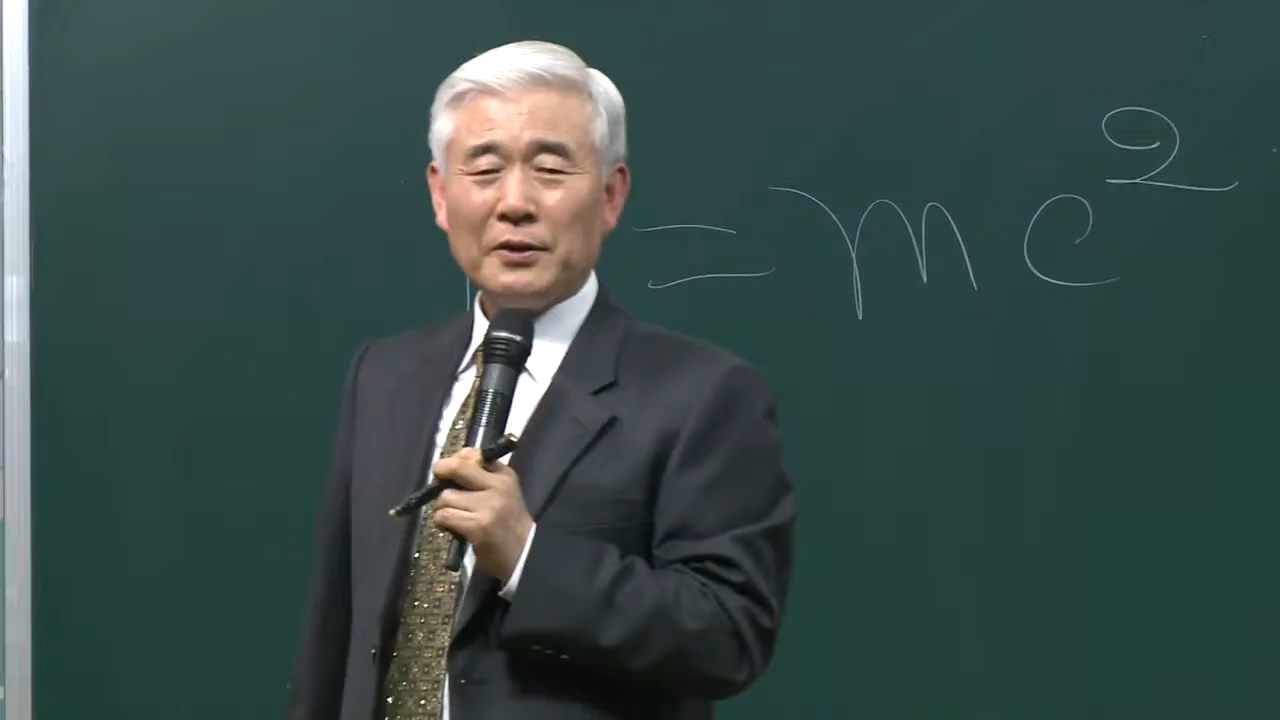 = mc²